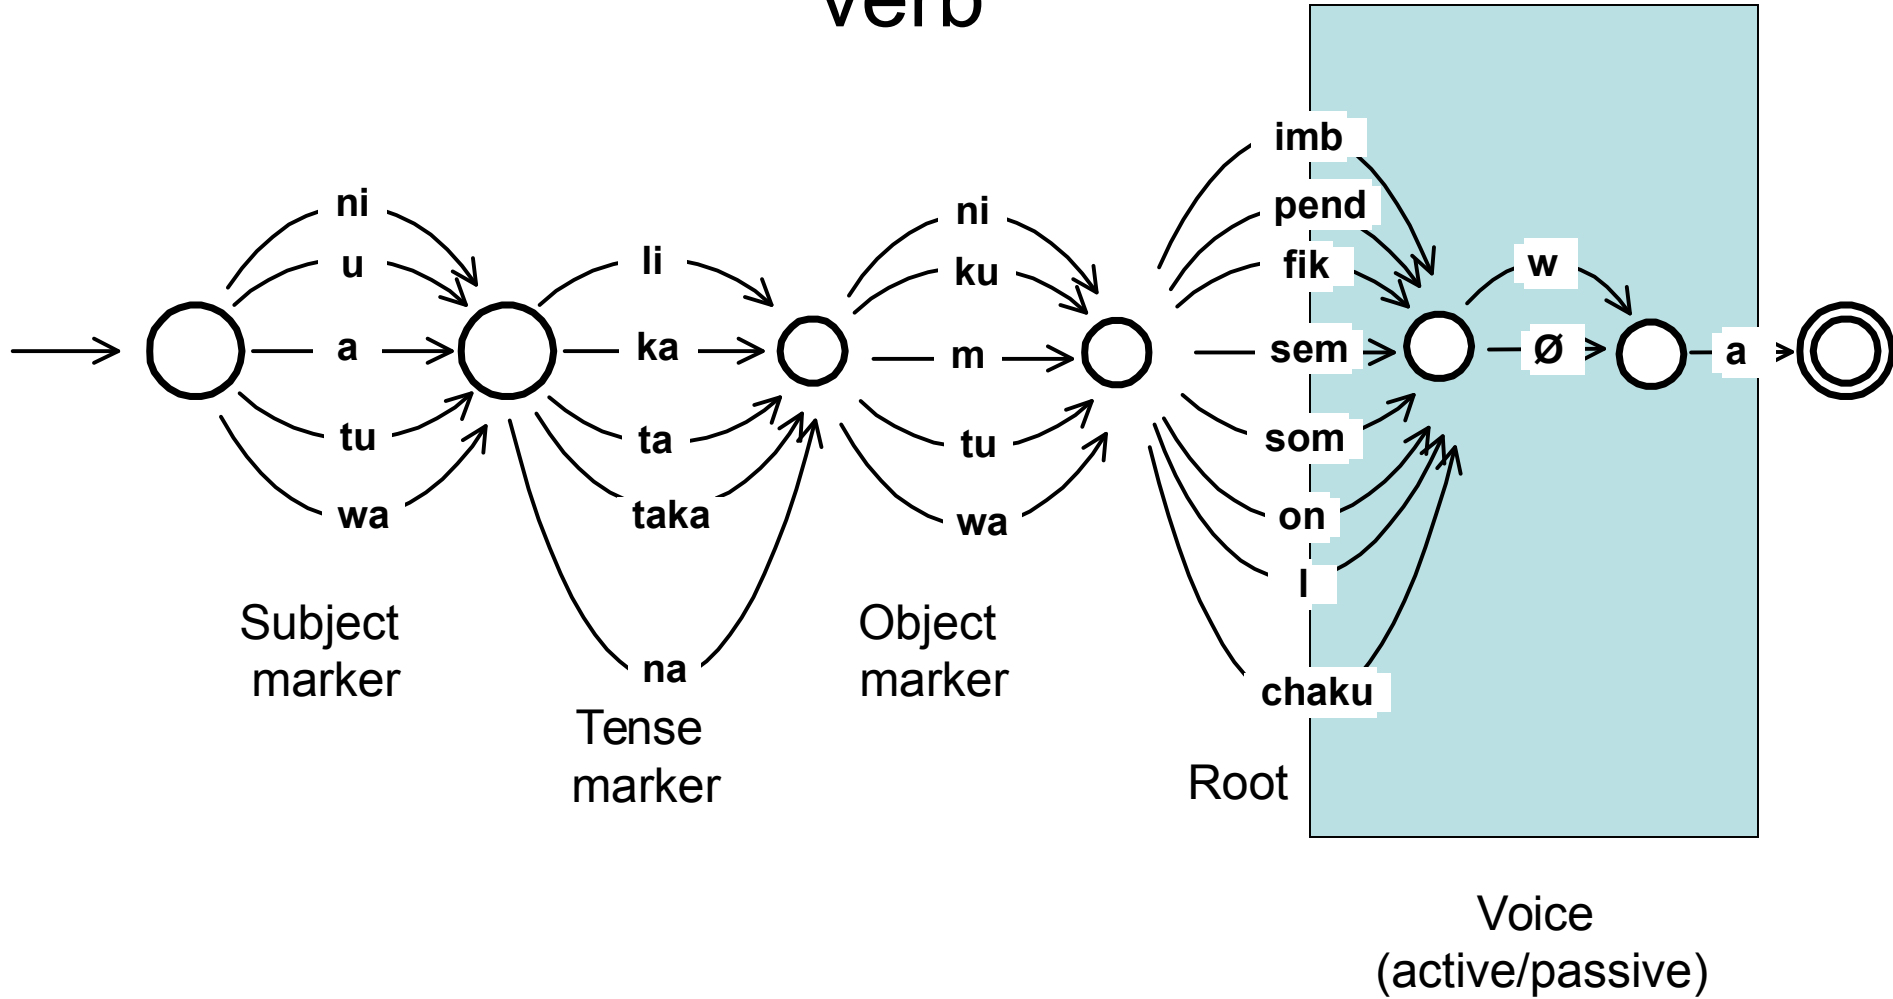 verb
ni
u
a
tu
wa
Subject
marker
li
ka
ta
taka
na
Tense
marker
ni
ku
m
tu
wa
Object
marker
imb
pend
fik
sem
som
on
l
chaku
Root
w
Ø
a
Voice
(active/passive)